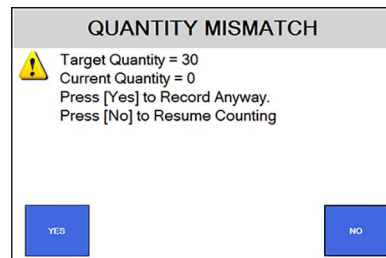 QUANTITY MISMATCH
Target Quantity = 30
Current Quantity = 0
Press [Yes] to Record Anyway.
Press [No] to Resume Counting
YES
NO